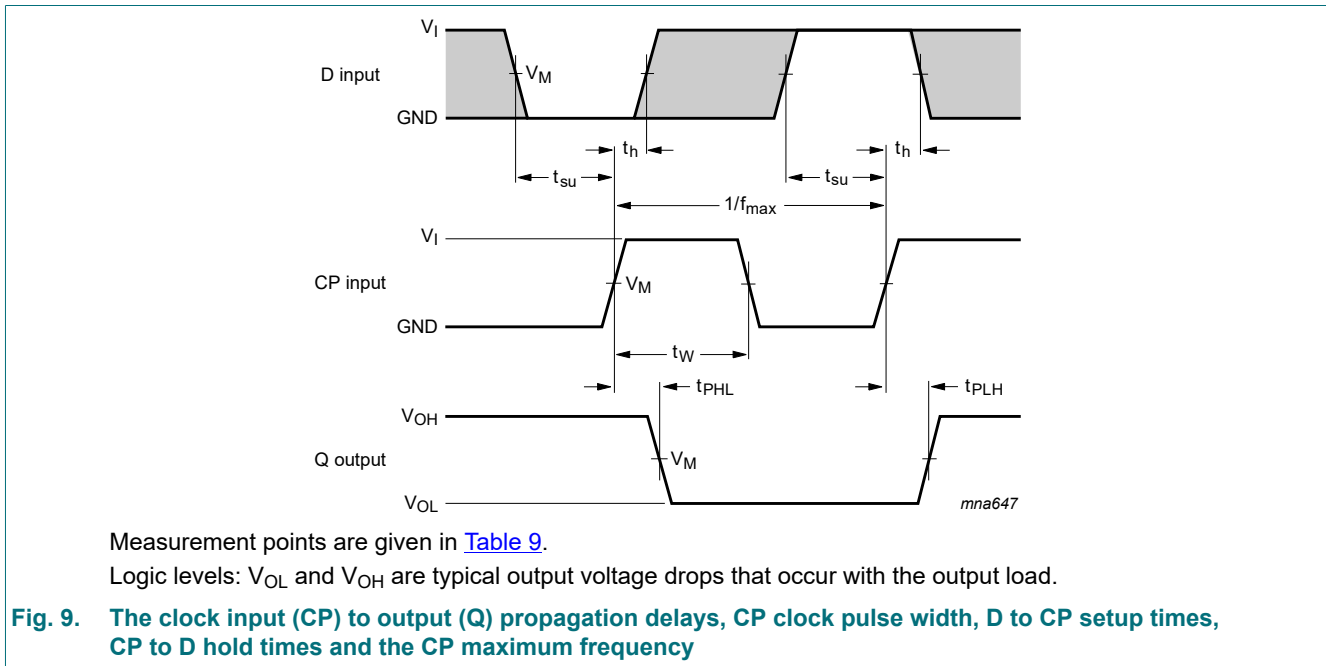 V_I
D input
V_M
GND
t_h
t_h
t_su
t_su
1/f_max
V_I
CP input
V_M
GND
t_W
t_PHL
t_PLH
V_OH
Q output
V_M
V_OL
mna647
Measurement points are given in Table 9.
Logic levels: V_OL and V_OH are typical output voltage drops that occur with the output load.
Fig. 9. The clock input (CP) to output (Q) propagation delays, CP clock pulse width, D to CP setup times,
CP to D hold times and the CP maximum frequency